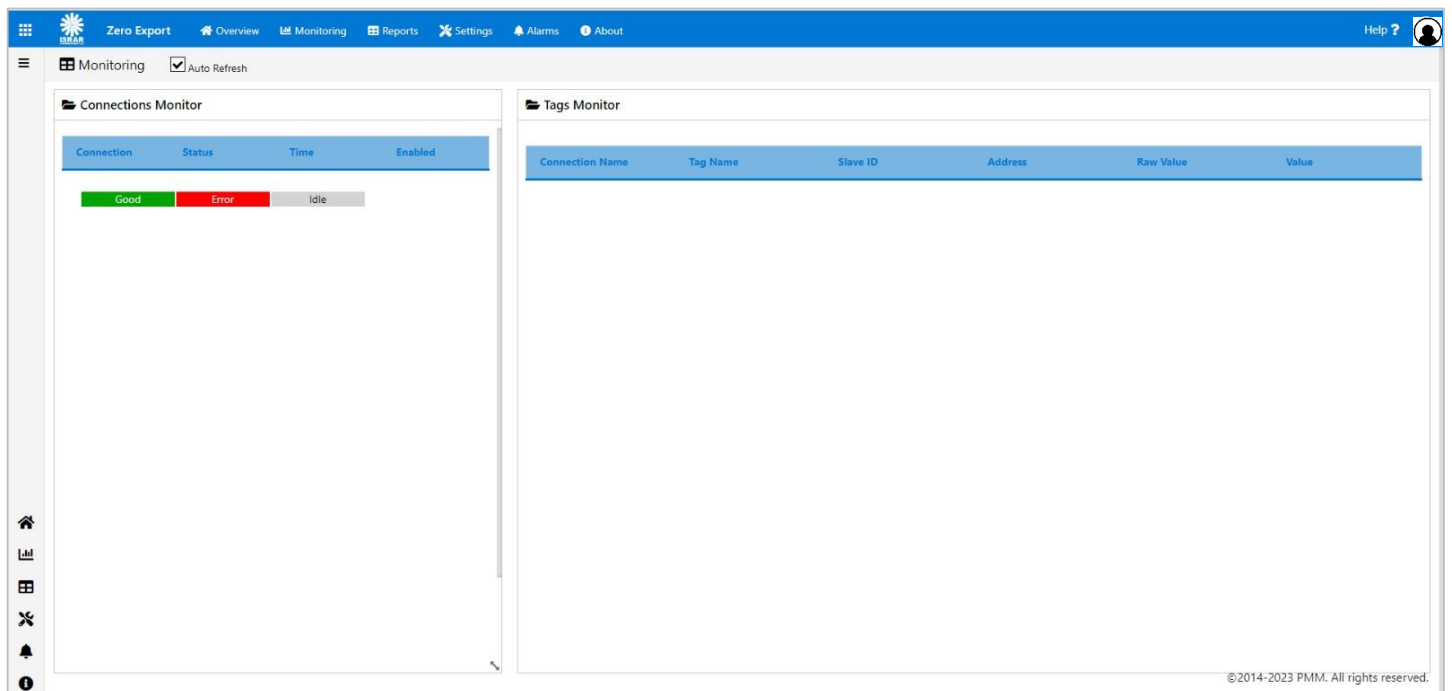 ISKAR Zero Export Overview Monitoring Reports Settings Alarms About Help ?
Monitoring Auto Refresh
Connections Monitor
Connection Status Time Enabled
Good Error Idle
Tags Monitor
Connection Name Tag Name Slave ID Address Raw Value Value
©2014-2023 PMM. All rights reserved.